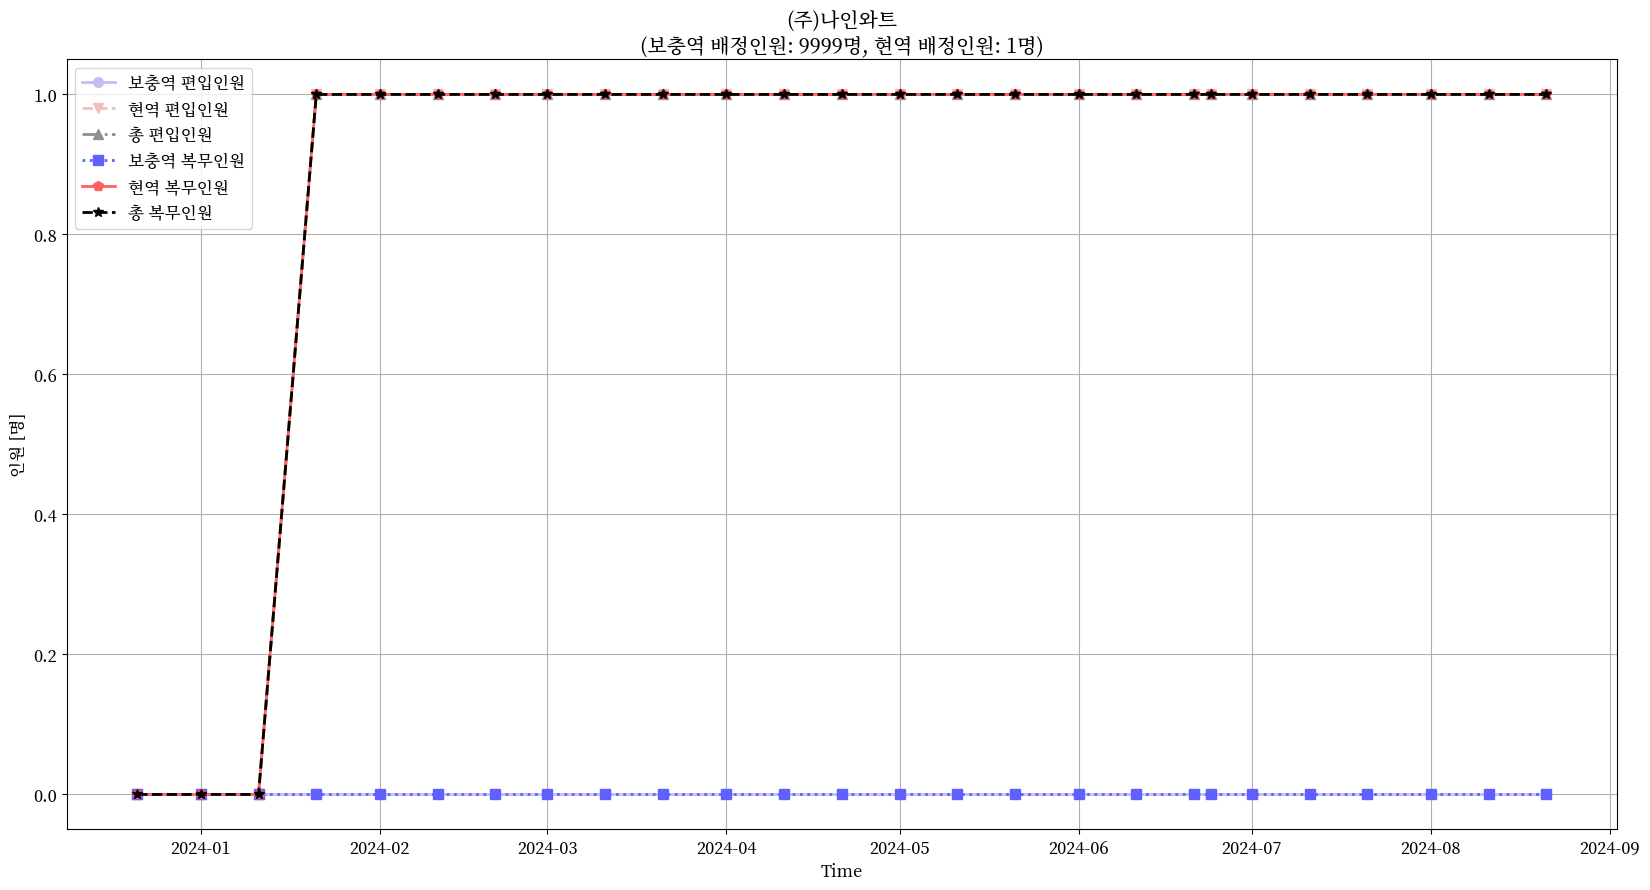 (주)나인와트
(보충역 배정인원: 9999명, 현역 배정인원: 1명)
보충역 편입인원
현역 편입인원
총 편입인원
보충역 복무인원
현역 복무인원
총 복무인원
1.0
0.8
0.6
0.4
0.2
0.0
인원 [명]
2024-01 2024-02 2024-03 2024-04 2024-05 2024-06 2024-07 2024-08 2024-09
Time